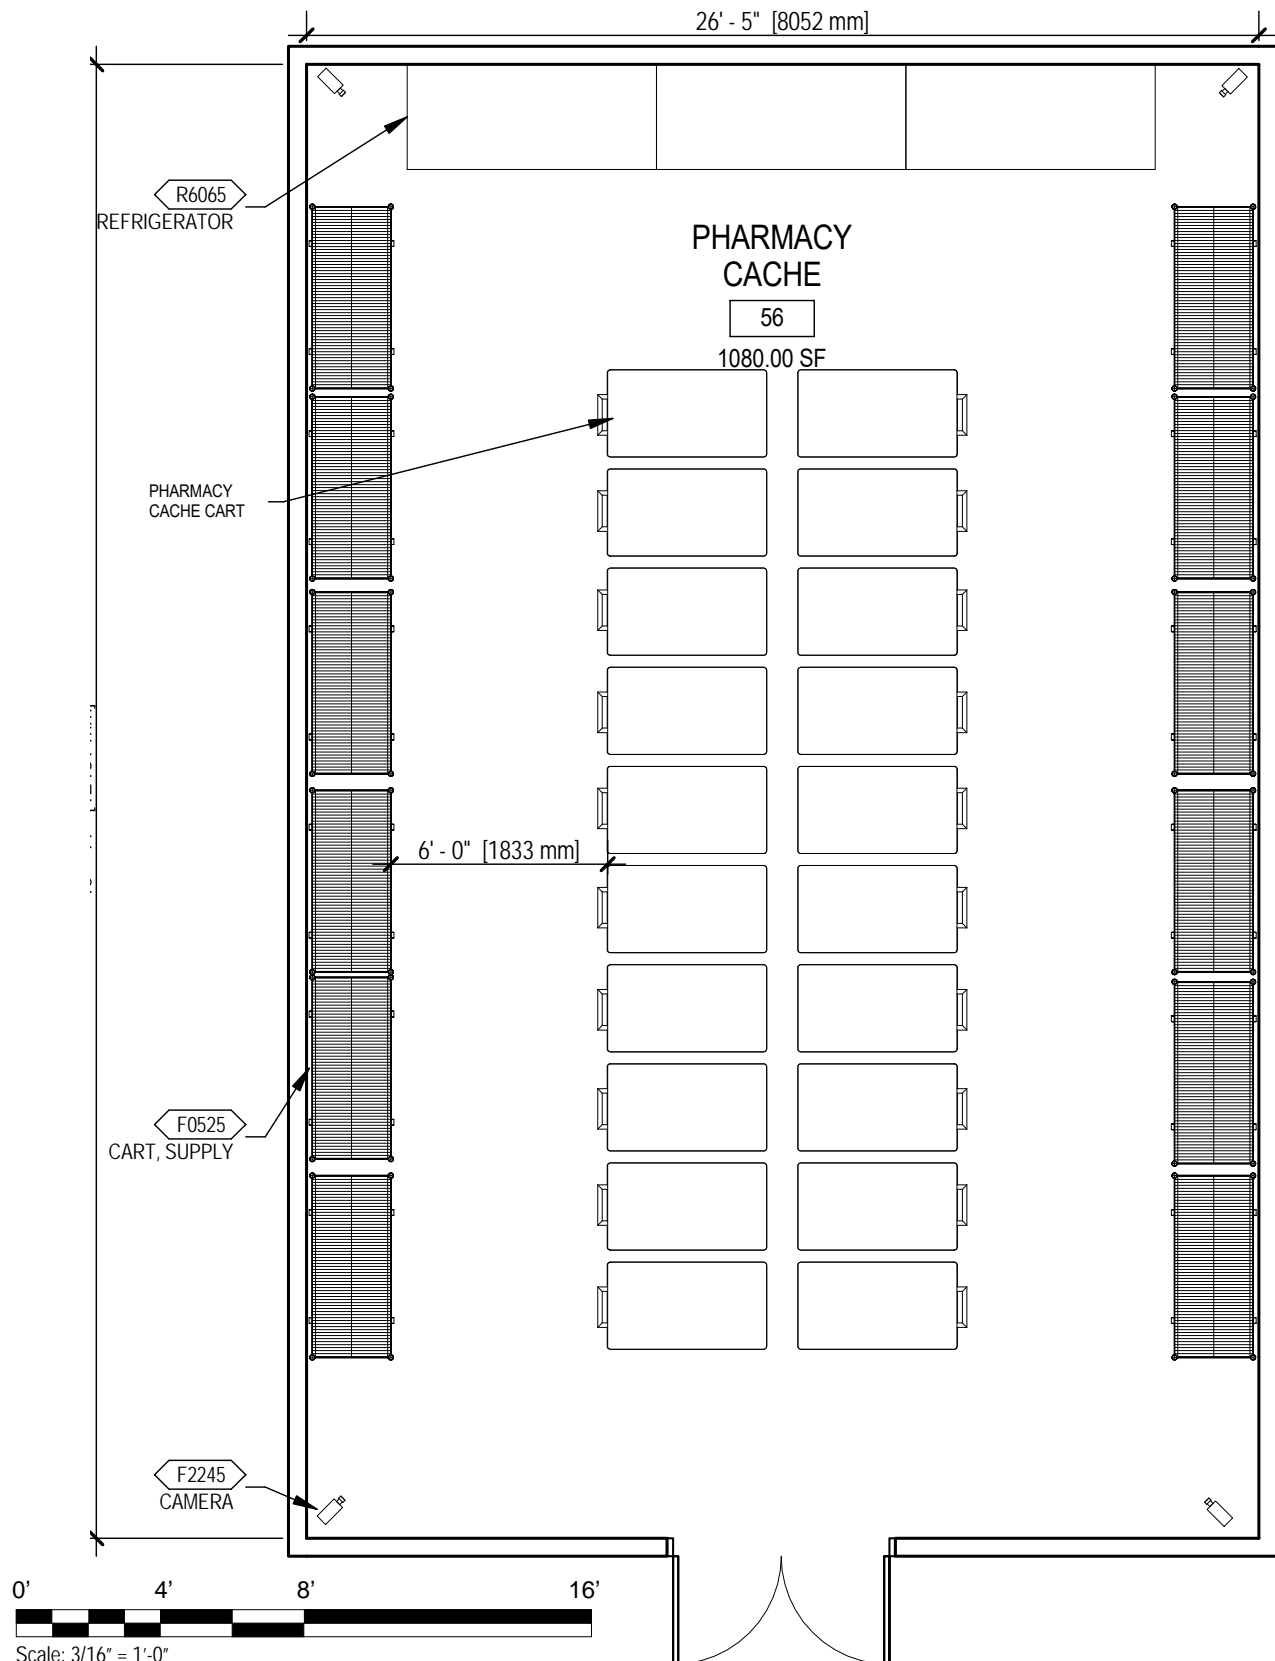 26' - 5" [8052 mm]
R6065
REFRIGERATOR
PHARMACY
CACHE
56
1080.00 SF
PHARMACY
CACHE CART
6' - 0" [1833 mm]
F0525
CART, SUPPLY
F2245
CAMERA
0' 4' 8' 16'
Scale: 3/16" = 1'-0"